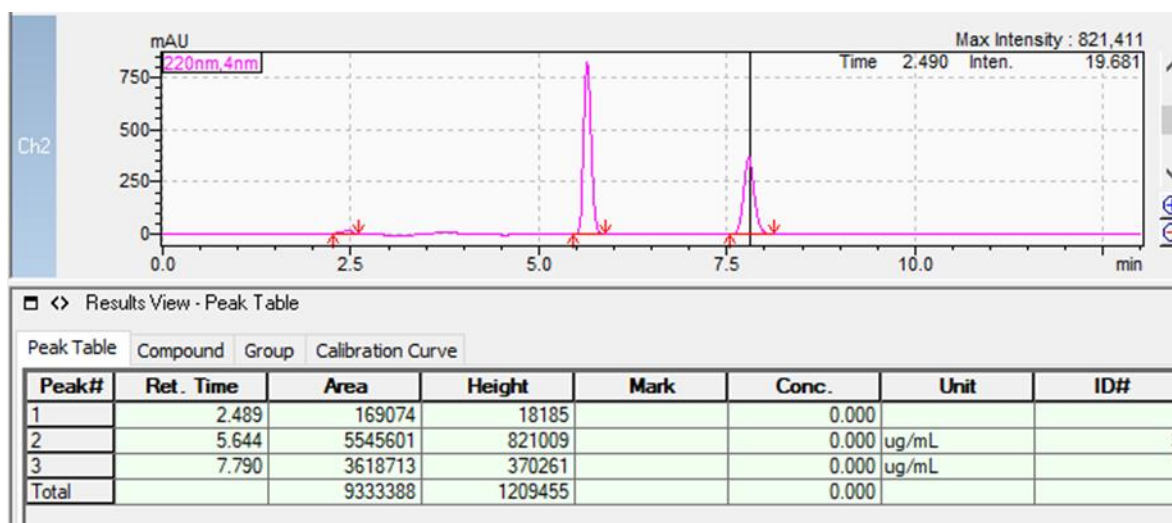 mAU
Max Intensity : 821,411
220nm,4nm
Time 2.490 Inten. 19.681
750
500
Ch2
250
0
0.0 2.5 5.0 7.5 10.0 min
Results View - Peak Table
Peak Table Compound Group Calibration Curve
Peak# Ret. Time Area Height Mark Conc. Unit ID#
1 2.489 169074 18185 0.000
2 5.644 5545601 821009 0.000 ug/mL
3 7.790 3618713 370261 0.000 ug/mL
Total 9333388 1209455 0.000